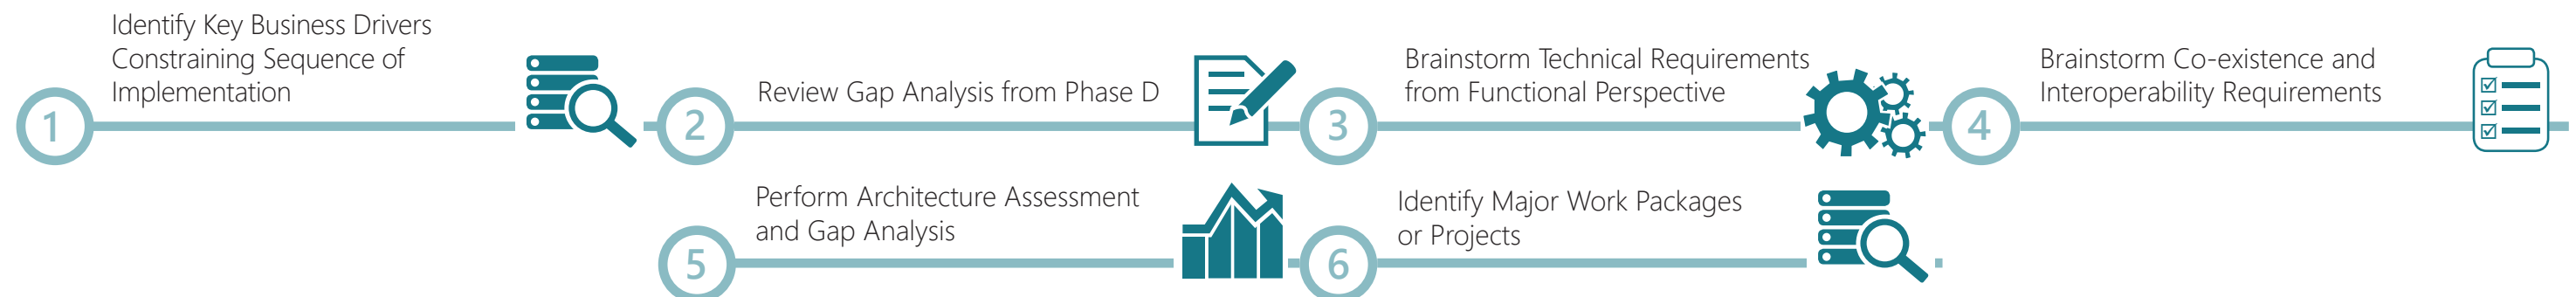 1
Identify Key Business Drivers
Constraining Sequence of
Implementation
2
Review Gap Analysis from Phase D
3
Brainstorm Technical Requirements
from Functional Perspective
4
Brainstorm Co-existence and
Interoperability Requirements
5
Perform Architecture Assessment
and Gap Analysis
6
Identify Major Work Packages
or Projects